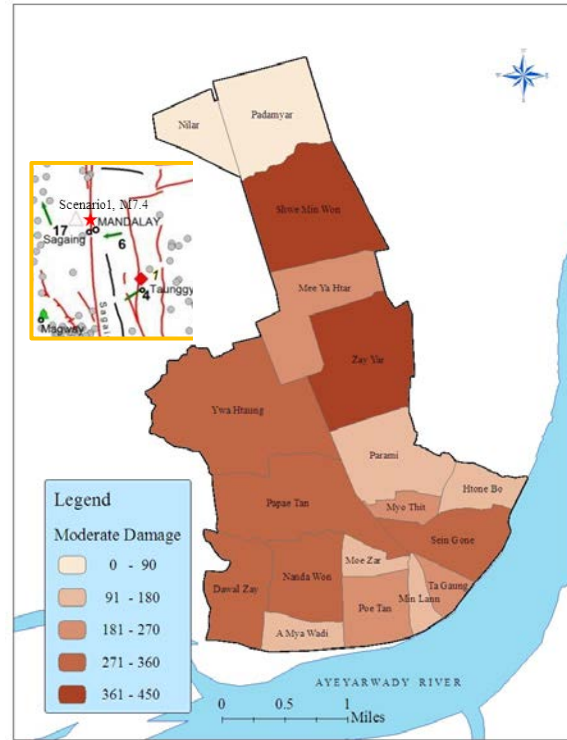 Nilar
Padamyar
Scenario1, M7.4
MANDALAY
17
Sagaing
6
1
4
Taunggy
Sagai
Magway
Shwe Min Won
Mee Ya Htar
Zay Yar
Ywa Htaung
Parami
Htone Bo
Myo Thit
Papae Tan
Sein Gone
Moe Zar
Dawal Zay
Nanda Won
Ta Gaung
Min Lann
Poe Tan
A Mya Wadi
Legend
Moderate Damage
0 - 90
91 - 180
181 - 270
271 - 360
361 - 450
AYEYARWADY RIVER
0 0.5 1
Miles